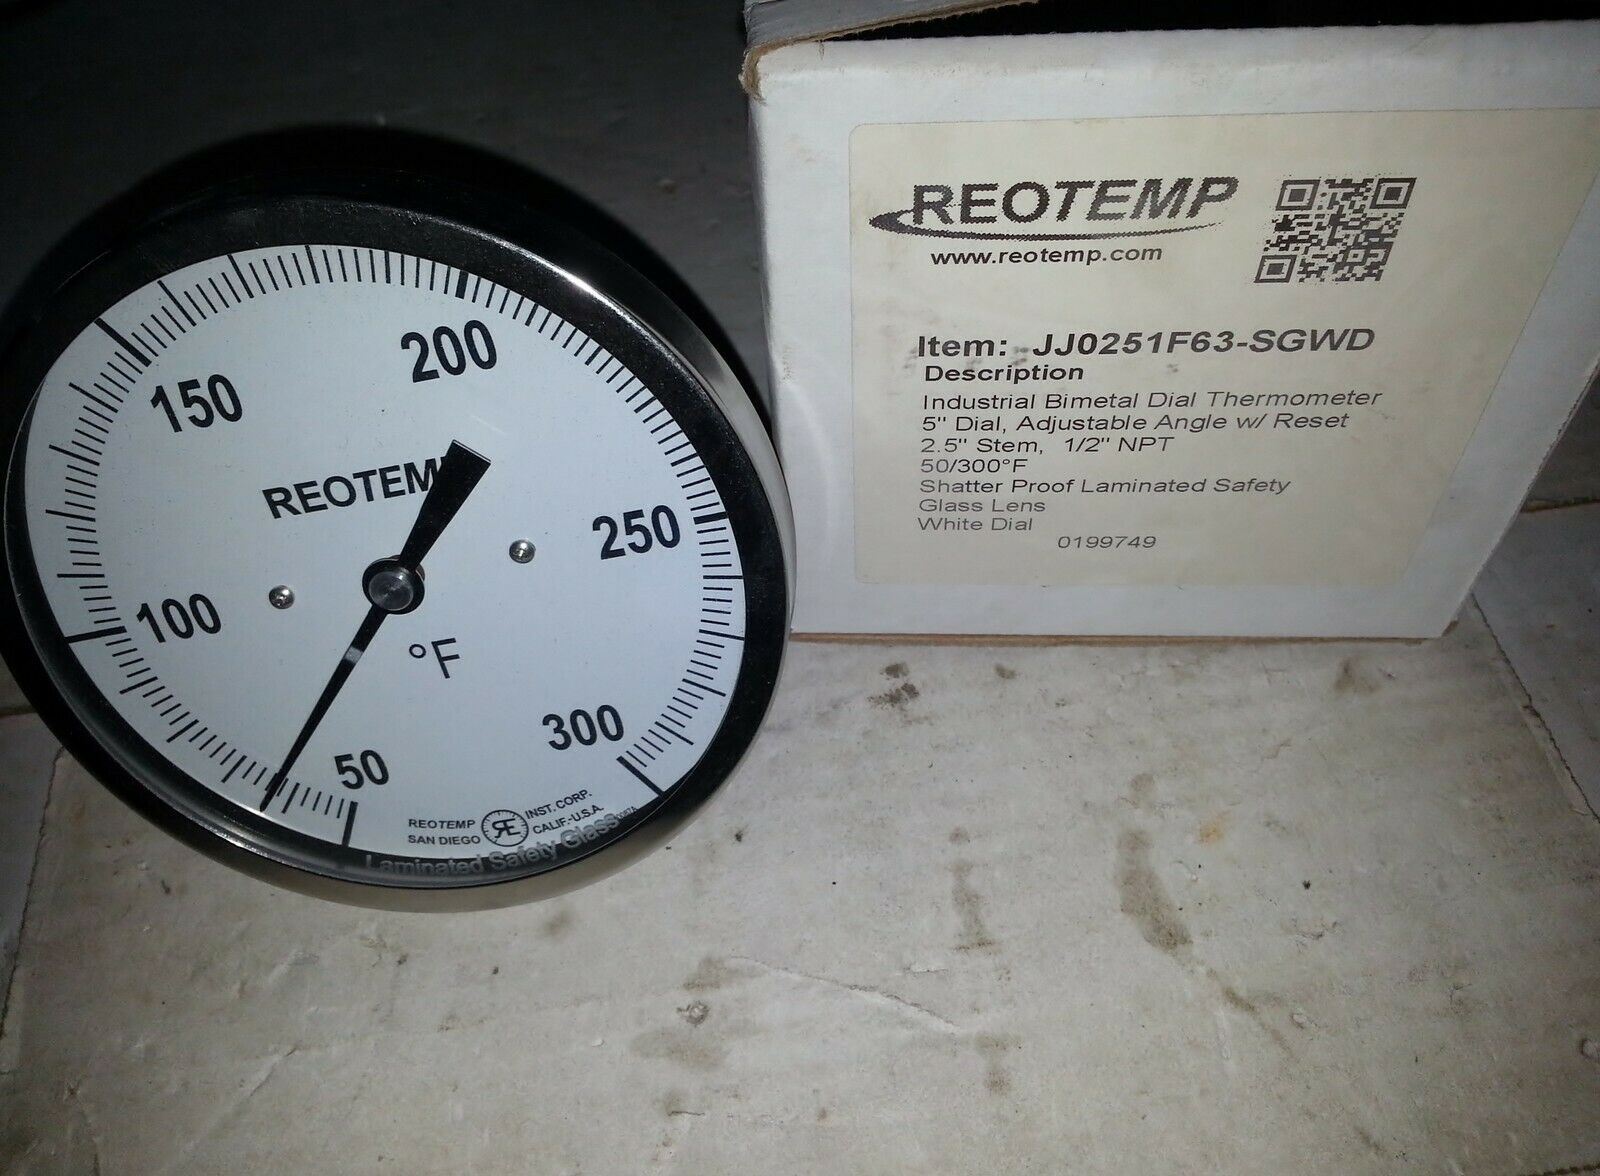 200
150
REOTEM
250
100
°F
300
50
REOTEMP
SAN DIEGO
RE
INST. CORP.
CALIF.-U.S.A.
Laminated Safety Glass
REOTEMP
www.reotemp.com
Item: JJ0251F63-SGWD
Description
Industrial Bimetal Dial Thermometer
5" Dial, Adjustable Angle w/ Reset
2.5" Stem, 1/2" NPT
50/300°F
Shatter Proof Laminated Safety
Glass Lens
White Dial
0199749